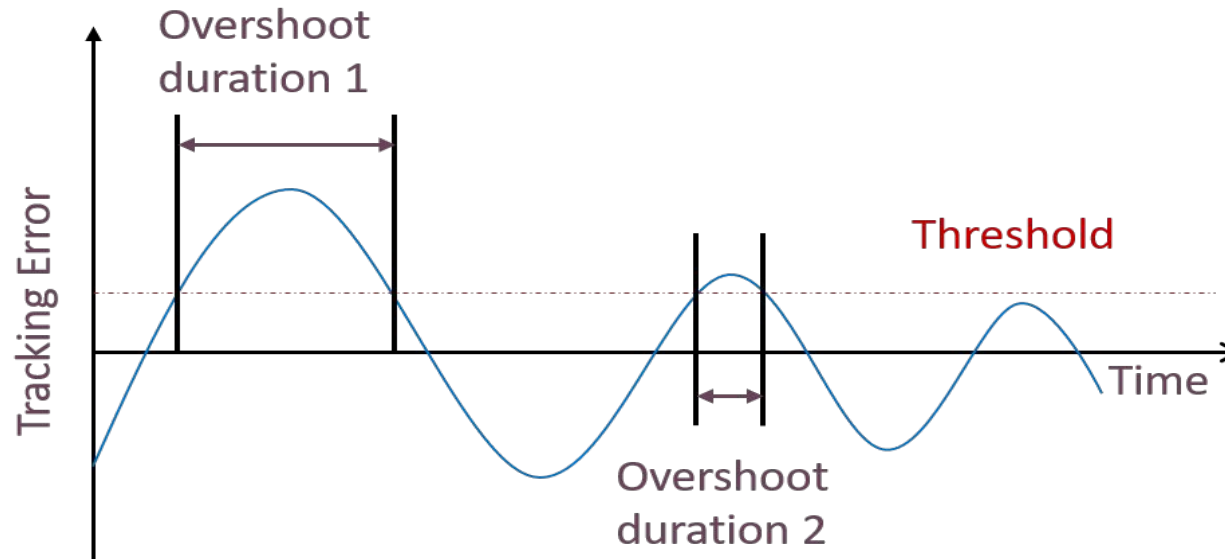 Overshoot
duration 1
Tracking Error
Threshold
Time
Overshoot
duration 2